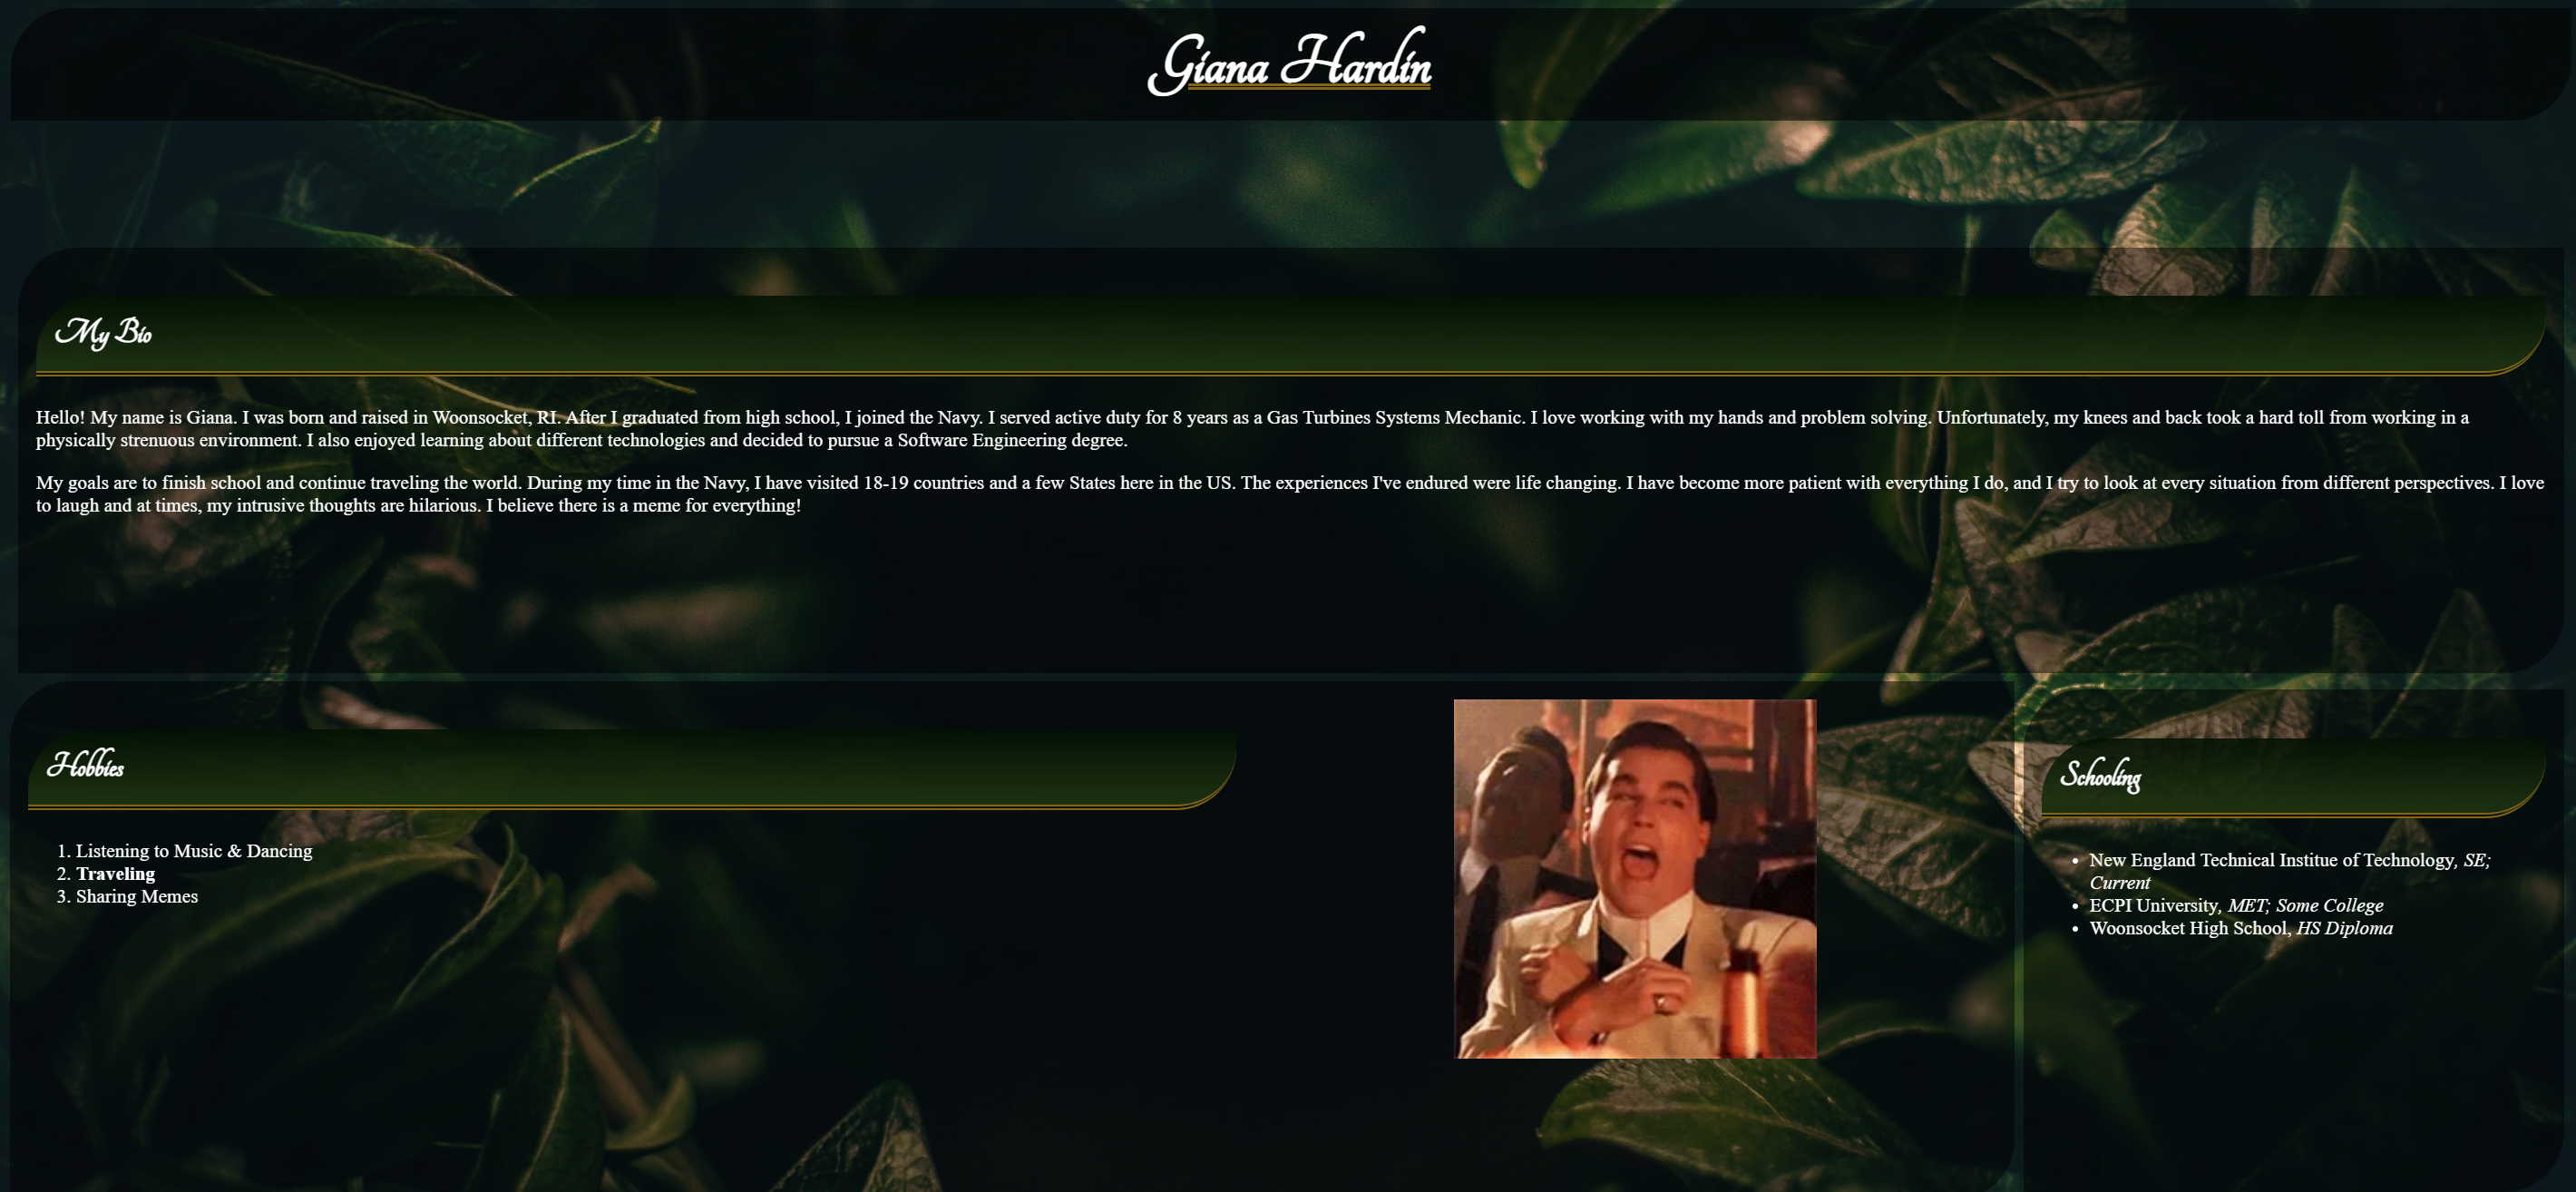 Giana Hardin
My Bio
Hello! My name is Giana. I was born and raised in Woonsocket, RI. After I graduated from high school, I joined the Navy. I served active duty for 8 years as a Gas Turbines Systems Mechanic. I love working with my hands and problem solving. Unfortunately, my knees and back took a hard toll from working in a
physically strenuous environment. I also enjoyed learning about different technologies and decided to pursue a Software Engineering degree.
My goals are to finish school and continue traveling the world. During my time in the Navy, I have visited 18-19 countries and a few States here in the US. The experiences I've endured were life changing. I have become more patient with everything I do, and I try to look at every situation from different perspectives. I love
to laugh and at times, my intrusive thoughts are hilarious. I believe there is a meme for everything!
Hobbies
1. Listening to Music & Dancing
2. Traveling
3. Sharing Memes
Schooling
• New England Technical Institue of Technology, SE;
Current
• ECPI University, MET; Some College
• Woonsocket High School, HS Diploma